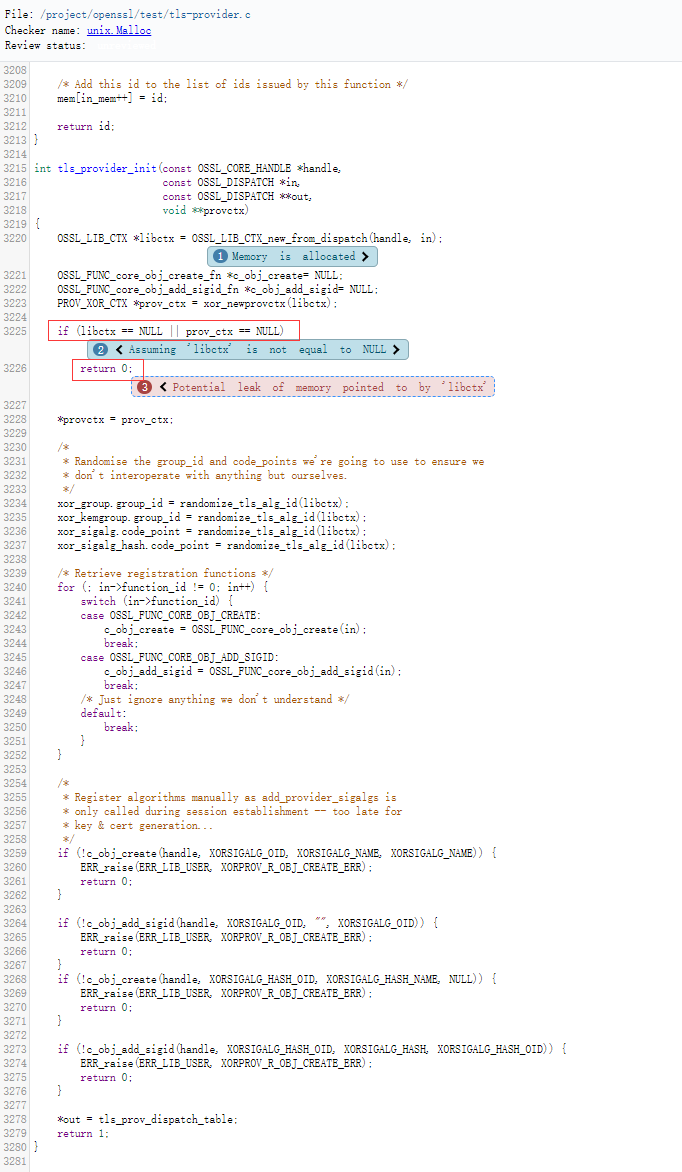 File: /project/openssl/test/tls-provider.c
Checker name: unix.Malloc
Review status:
3208
3209 /* Add this id to the list of ids issued by this function */
3210 mem[in_mem++] = id;
3211
3212 return id;
3213 }
3214
3215 int tls_provider_init(const OSSL_CORE_HANDLE *handle,
3216 const OSSL_DISPATCH *in,
3217 const OSSL_DISPATCH **out,
3218 void **provctx)
3219 {
3220 OSSL_LIB_CTX *libctx = OSSL_LIB_CTX_new_from_dispatch(handle, in);
1 Memory is allocated >
3221 OSSL_FUNC_core_obj_create_fn *c_obj_create= NULL;
3222 OSSL_FUNC_core_obj_add_sigid_fn *c_obj_add_sigid= NULL;
3223 PROV_XOR_CTX *prov_ctx = xor_newprovctx(libctx);
3224
3225 if (libctx == NULL || prov_ctx == NULL)
2 < Assuming 'libctx' is not equal to NULL >
3226 return 0;
3 < Potential leak of memory pointed to by 'libctx'
3227
3228 *provctx = prov_ctx;
3229
3230 /*
3231 * Randomise the group_id and code_points we're going to use to ensure we
3232 * don't interoperate with anything but ourselves.
3233 */
3234 xor_group.group_id = randomize_tls_alg_id(libctx);
3235 xor_kemgroup.group_id = randomize_tls_alg_id(libctx);
3236 xor_sigalg.code_point = randomize_tls_alg_id(libctx);
3237 xor_sigalg_hash.code_point = randomize_tls_alg_id(libctx);
3238
3239 /* Retrieve registration functions */
3240 for (; in->function_id != 0; in++) {
3241 switch (in->function_id) {
3242 case OSSL_FUNC_CORE_OBJ_CREATE:
3243 c_obj_create = OSSL_FUNC_core_obj_create(in);
3244 break;
3245 case OSSL_FUNC_CORE_OBJ_ADD_SIGID:
3246 c_obj_add_sigid = OSSL_FUNC_core_obj_add_sigid(in);
3247 break;
3248 /* Just ignore anything we don't understand */
3249 default:
3250 break;
3251 }
3252 }
3253
3254 /*
3255 * Register algorithms manually as add_provider_sigalgs is
3256 * only called during session establishment -- too late for
3257 * key & cert generation...
3258 */
3259 if (!c_obj_create(handle, XORSIGALG_OID, XORSIGALG_NAME, XORSIGALG_NAME)) {
3260 ERR_raise(ERR_LIB_USER, XORPROV_R_OBJ_CREATE_ERR);
3261 return 0;
3262 }
3263
3264 if (!c_obj_add_sigid(handle, XORSIGALG_OID, "", XORSIGALG_OID)) {
3265 ERR_raise(ERR_LIB_USER, XORPROV_R_OBJ_CREATE_ERR);
3266 return 0;
3267 }
3268 if (!c_obj_create(handle, XORSIGALG_HASH_OID, XORSIGALG_HASH_NAME, NULL)) {
3269 ERR_raise(ERR_LIB_USER, XORPROV_R_OBJ_CREATE_ERR);
3270 return 0;
3271 }
3272
3273 if (!c_obj_add_sigid(handle, XORSIGALG_HASH_OID, XORSIGALG_HASH, XORSIGALG_HASH_OID)) {
3274 ERR_raise(ERR_LIB_USER, XORPROV_R_OBJ_CREATE_ERR);
3275 return 0;
3276 }
3277
3278 *out = tls_prov_dispatch_table;
3279 return 1;
3280 }
3281